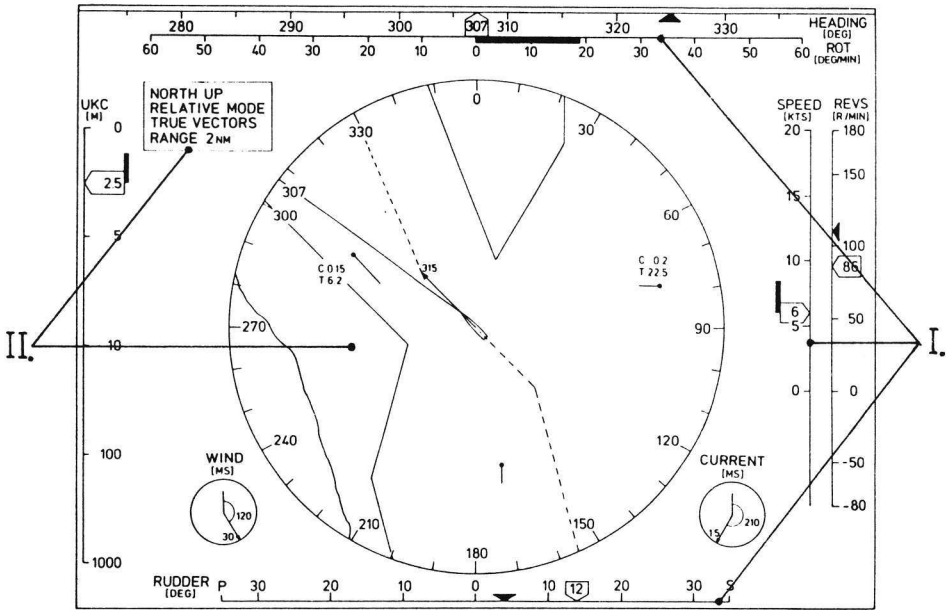 280 290 300 307 310 320 330 HEADING
[DEG]
60 50 40 30 20 10 0 10 20 30 40 50 60 ROT
[DEG/MIN]
NORTH UP
RELATIVE MODE
TRUE VECTORS
RANGE 2NM
UKC
[M]
0
2.5
5
10
100
1000
SPEED
[KTS]
20
15
10
6
5
0
REVS
[R/MIN]
180
150
100
86
50
0
-50
-80
0
30
60
90
120
150
180
210
240
270
300
307
330
315
C 0.15
T 6.2
C 0.2
T 22.5
II.
I.
WIND
[MS]
120
30
CURRENT
[MS]
210
15
RUDDER
[DEG]
P 30 20 10 0 10 12 20 30 S